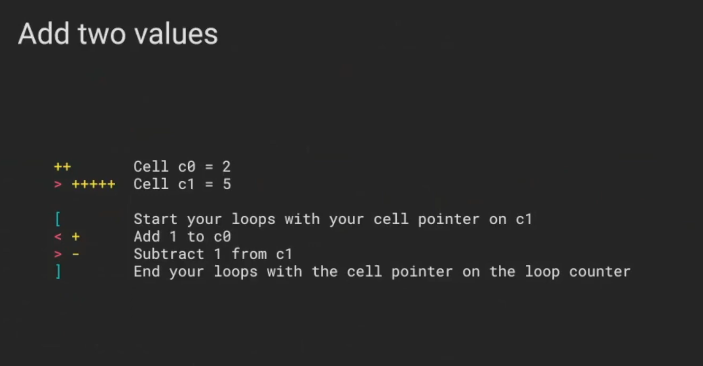 Add two values
++ Cell c0 = 2
> +++++ Cell c1 = 5
[ Start your loops with your cell pointer on c1
< + Add 1 to c0
> - Subtract 1 from c1
] End your loops with the cell pointer on the loop counter